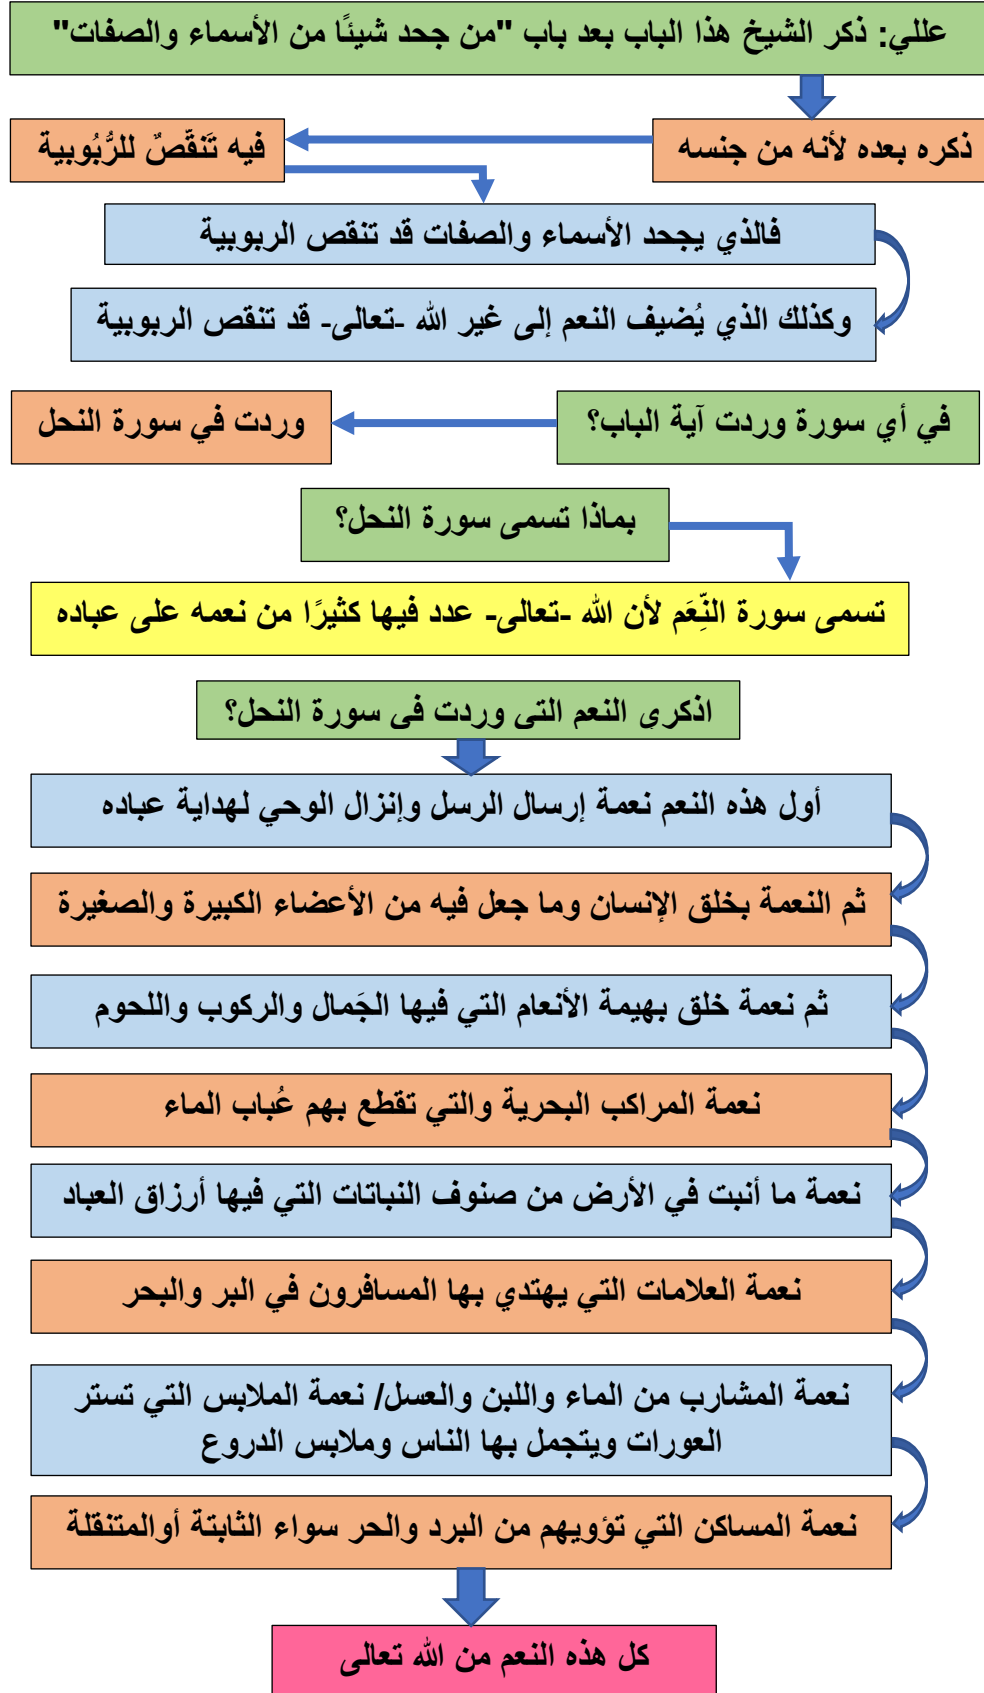 عللي: ذكر الشيخ هذا الباب بعد باب "من جحد شيئًا من الأسماء والصفات"
ذكره بعده لأنه من جنسه
فيه تَنقّصٌ للرُّبُوبية
فالذي يجحد الأسماء والصفات قد تنقص الربوبية
وكذلك الذي يُضيف النعم إلى غير الله -تعالى- قد تنقص الربوبية
في أي سورة وردت آية الباب؟
وردت في سورة النحل
بماذا تسمى سورة النحل؟
تسمى سورة النِّعَم لأن الله -تعالى- عدد فيها كثيرًا من نعمه على عباده
اذكري النعم التي وردت في سورة النحل؟
أول هذه النعم نعمة إرسال الرسل وإنزال الوحي لهداية عباده
ثم النعمة بخلق الإنسان وما جعل فيه من الأعضاء الكبيرة والصغيرة
ثم نعمة خلق بهيمة الأنعام التي فيها الجَمال والركوب واللحوم
نعمة المراكب البحرية والتي تقطع بهم عُباب الماء
نعمة ما أنبت في الأرض من صنوف النباتات التي فيها أرزاق العباد
نعمة العلامات التي يهتدي بها المسافرون في البر والبحر
نعمة المشارب من الماء واللبن والعسل/ نعمة الملابس التي تستر
العورات ويتجمل بها الناس وملابس الدروع
نعمة المساكن التي تؤويهم من البرد والحر سواء الثابتة أوالمتنقلة
كل هذه النعم من الله تعالى